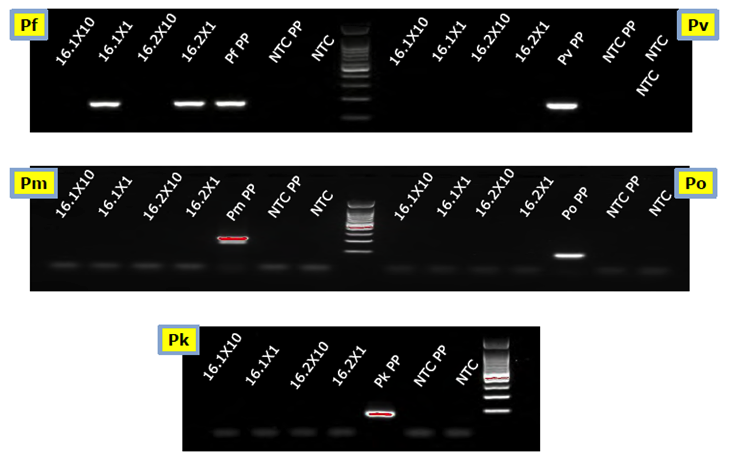 Pf
16.1X10
16.1X1
16.2X10
16.2X1
Pf PP
NTC PP
NTC
16.1X10
16.1X1
16.2X10
16.2X1
Pv PP
NTC PP
NTC
NTC
Pv
Pm
16.1X10
16.1X1
16.2X10
16.2X1
Pm PP
NTC PP
NTC
16.1X10
16.1X1
16.2X10
16.2X1
Po PP
NTC PP
NTC
Po
Pk
16.1X10
16.1X1
16.2X10
16.2X1
Pk PP
NTC PP
NTC